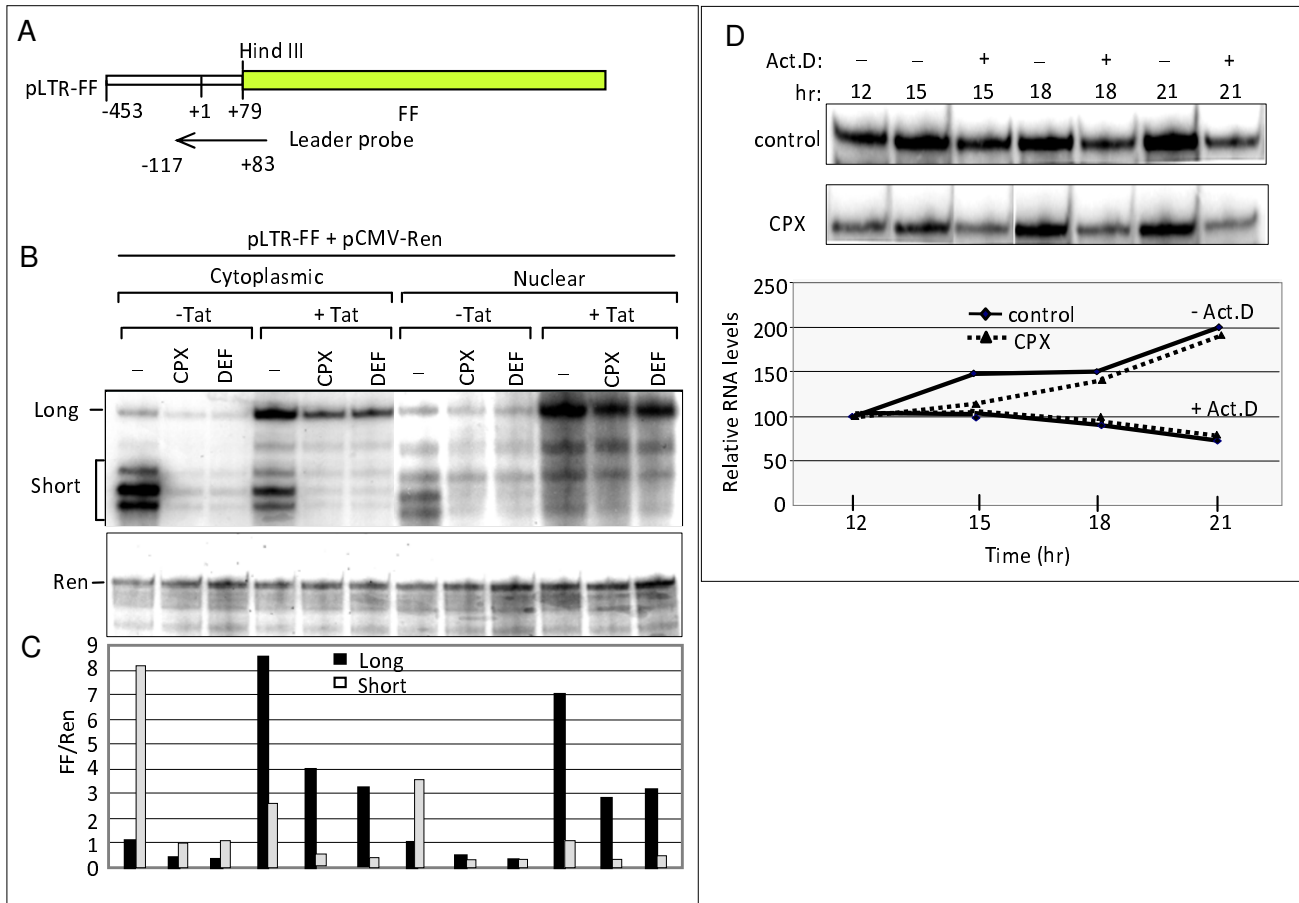 A
Hind III
pLTR-FF
-453
+1
+79
FF
Leader probe
-117
+83
B
pLTR-FF + pCMV-Ren
Cytoplasmic
Nuclear
-Tat
+ Tat
-Tat
+ Tat
– CPX DEF – CPX DEF – CPX DEF – CPX DEF
Long
Short
Ren
C
9
8
7
6
5
4
3
2
1
0
FF/Ren
Long
Short
D
Act.D: – – + – + – +
hr: 12 15 15 18 18 21 21
control
CPX
250
200
150
100
50
0
Relative RNA levels
control
CPX
- Act.D
+ Act.D
12 15 18 21
Time (hr)